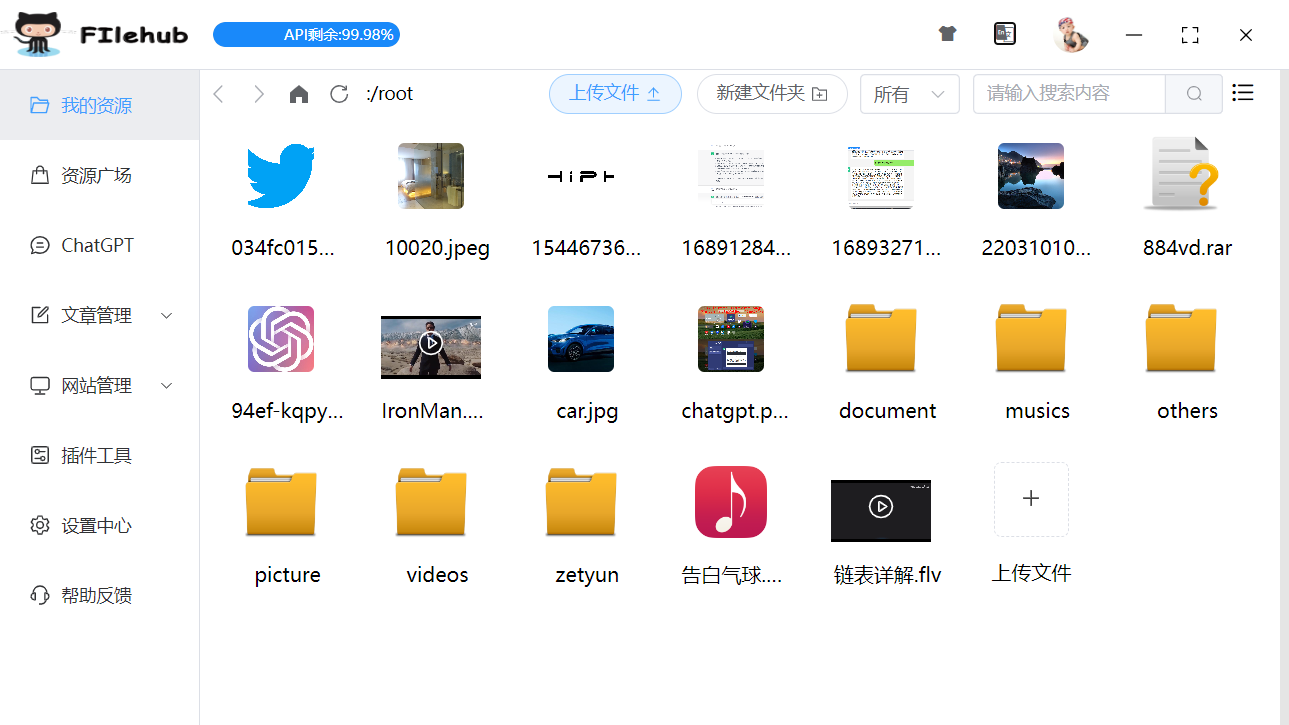 FIlehub
API剩余:99.98%
:/root
上传文件
新建文件夹
所有
请输入搜索内容
我的资源
资源广场
ChatGPT
文章管理
网站管理
插件工具
设置中心
帮助反馈
034fc015...
10020.jpeg
15446736...
16891284...
16893271...
22031010...
884vd.rar
94ef-kqpy...
IronMan....
car.jpg
chatgpt.p...
document
musics
others
picture
videos
zetyun
告白气球....
链表详解.flv
上传文件